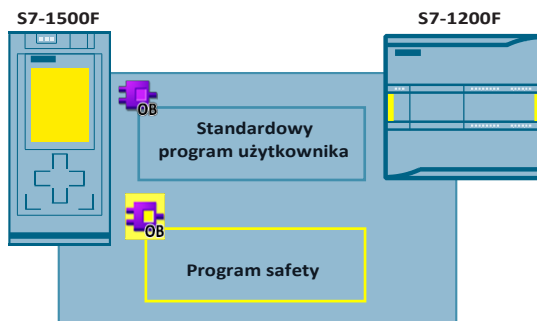 S7-1500F
S7-1200F
OB
Standardowy
program użytkownika
OB
Program safety